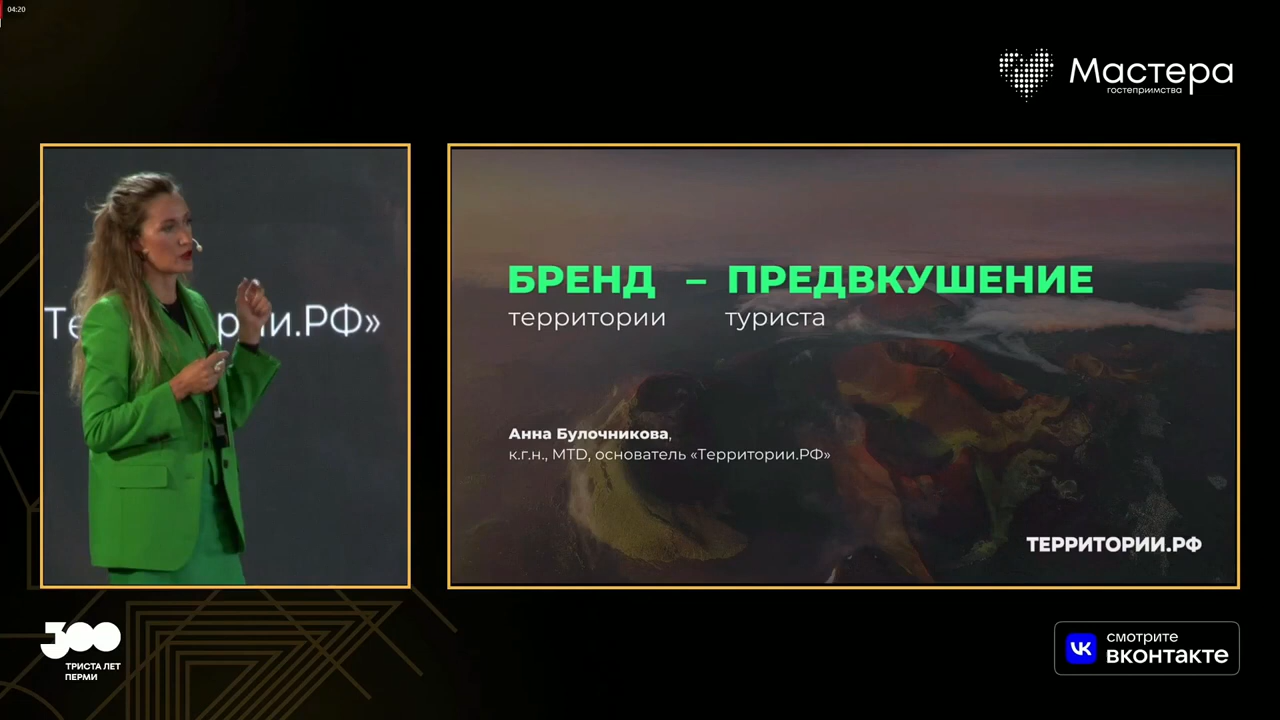 04:20
Мастера
гостеприимства
Те рии.РФ»
БРЕНД – ПРЕДВКУШЕНИЕ
территории туриста
Анна Булочникова,
к.г.н., MTD, основатель «Территории.РФ»
ТЕРРИТОРИИ.РФ
300
ТРИСТА ЛЕТ
ПЕРМИ
смотрите
вконтакте